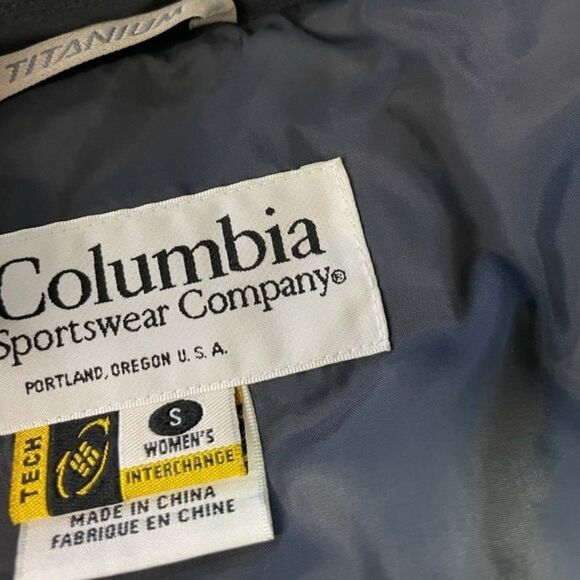 TITANIUM
Columbia
Sportswear Company®
PORTLAND, OREGON U.S.A.
TECH
S
WOMEN'S
INTERCHANGE
MADE IN CHINA
FABRIQUE EN CHINE